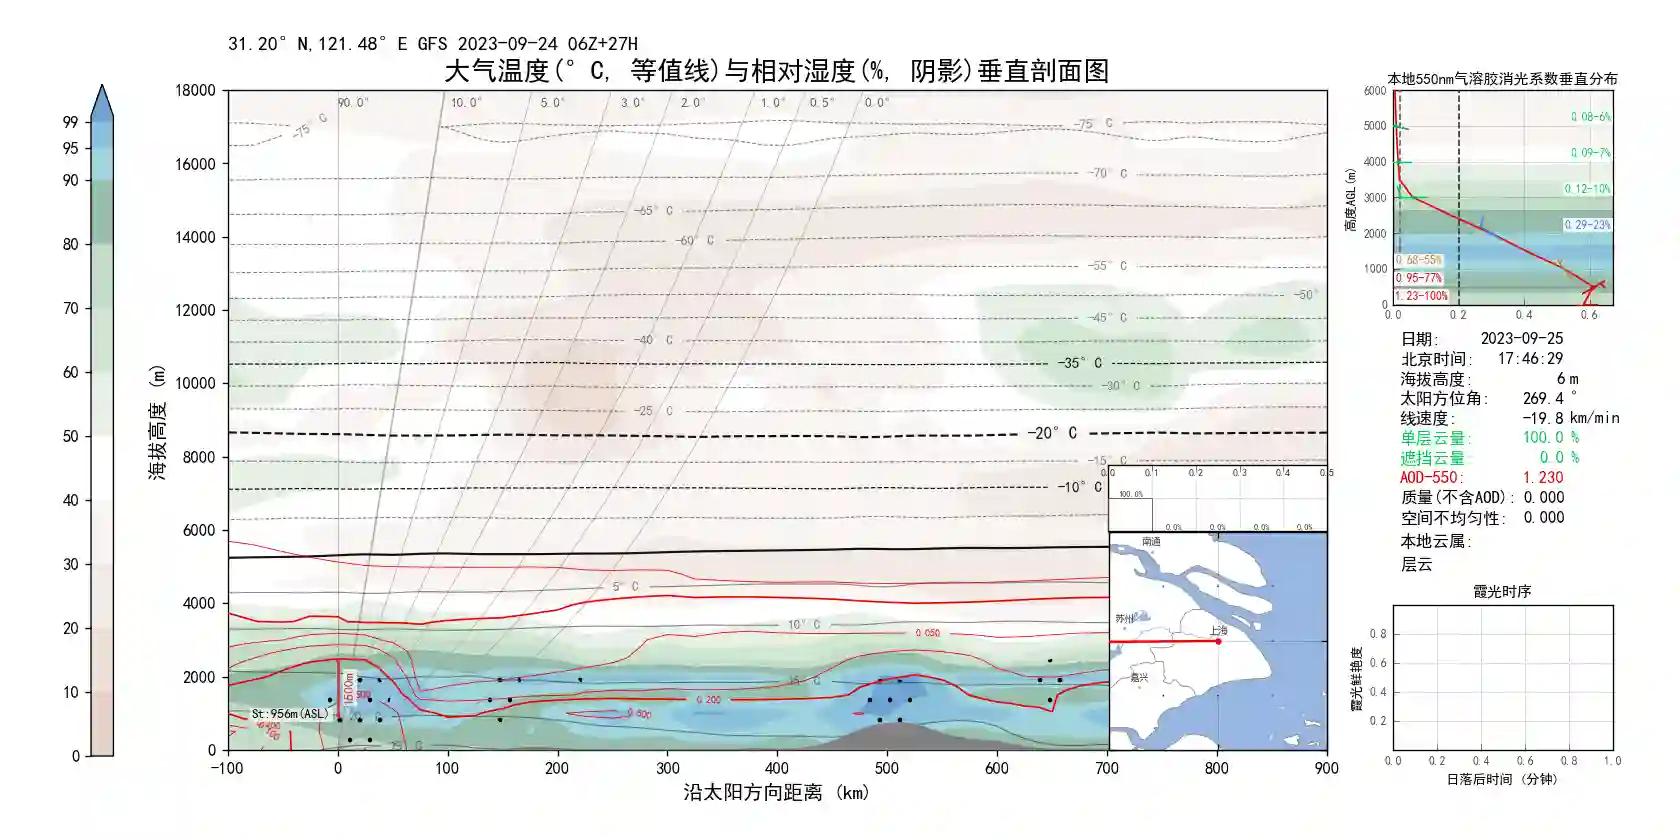 31.20°N,121.48°E GFS 2023-09-24 06Z+27H
大气温度(°C, 等值线)与相对湿度(%, 阴影)垂直剖面图
99
95
90
80
70
60
50
40
30
20
10
0
海拔高度 (m)
18000
16000
14000
12000
10000
8000
6000
4000
2000
0
90.0° 10.0° 5.0° 3.0° 2.0° 1.0° 0.5° 0.0°
-75°C
-75°C
-70°C
-65°C
-60°C
-55°C
-50°
-45°C
-40°C
-35°C
-30°C
-25°C
-20°C
-15°C
-10°C
5°C
10°C
0.050
15°C
1500m
0.200
0.500
St:956m(ASL)
-100 0 100 200 300 400 500 600 700 800 900
沿太阳方向距离 (km)
0.0 0.1 0.2 0.3 0.4 0.5
100.0%
0.0% 0.0% 0.0% 0.0%
南通
苏州
上海
嘉兴
本地550nm气溶胶消光系数垂直分布
高度AGL(m)
6000
5000
4000
3000
2000
1000
0
0.08-6%
0.09-7%
0.12-10%
0.29-23%
0.68-55%
0.95-77%
1.23-100%
0.0 0.2 0.4 0.6
日期: 2023-09-25
北京时间: 17:46:29
海拔高度: 6 m
太阳方位角: 269.4 °
线速度: -19.8 km/min
单层云量: 100.0 %
遮挡云量: 0.0 %
AOD-550: 1.230
质量(不含AOD): 0.000
空间不均匀性: 0.000
本地云属:
层云
霞光时序
霞光鲜艳度
0.8
0.6
0.4
0.2
0.0 0.2 0.4 0.6 0.8 1.0
日落后时间 (分钟)